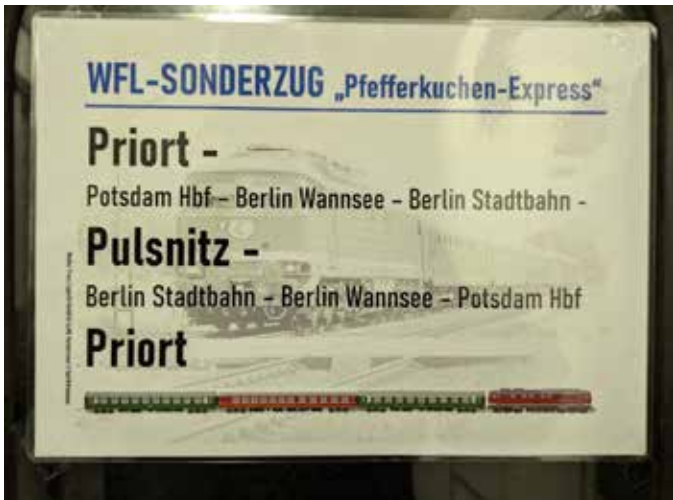 WFL-SONDERZUG „Pfefferkuchen-Express“
Priort -
Potsdam Hbf – Berlin Wannsee – Berlin Stadtbahn -
Pulsnitz -
Berlin Stadtbahn – Berlin Wannsee – Potsdam Hbf
Priort